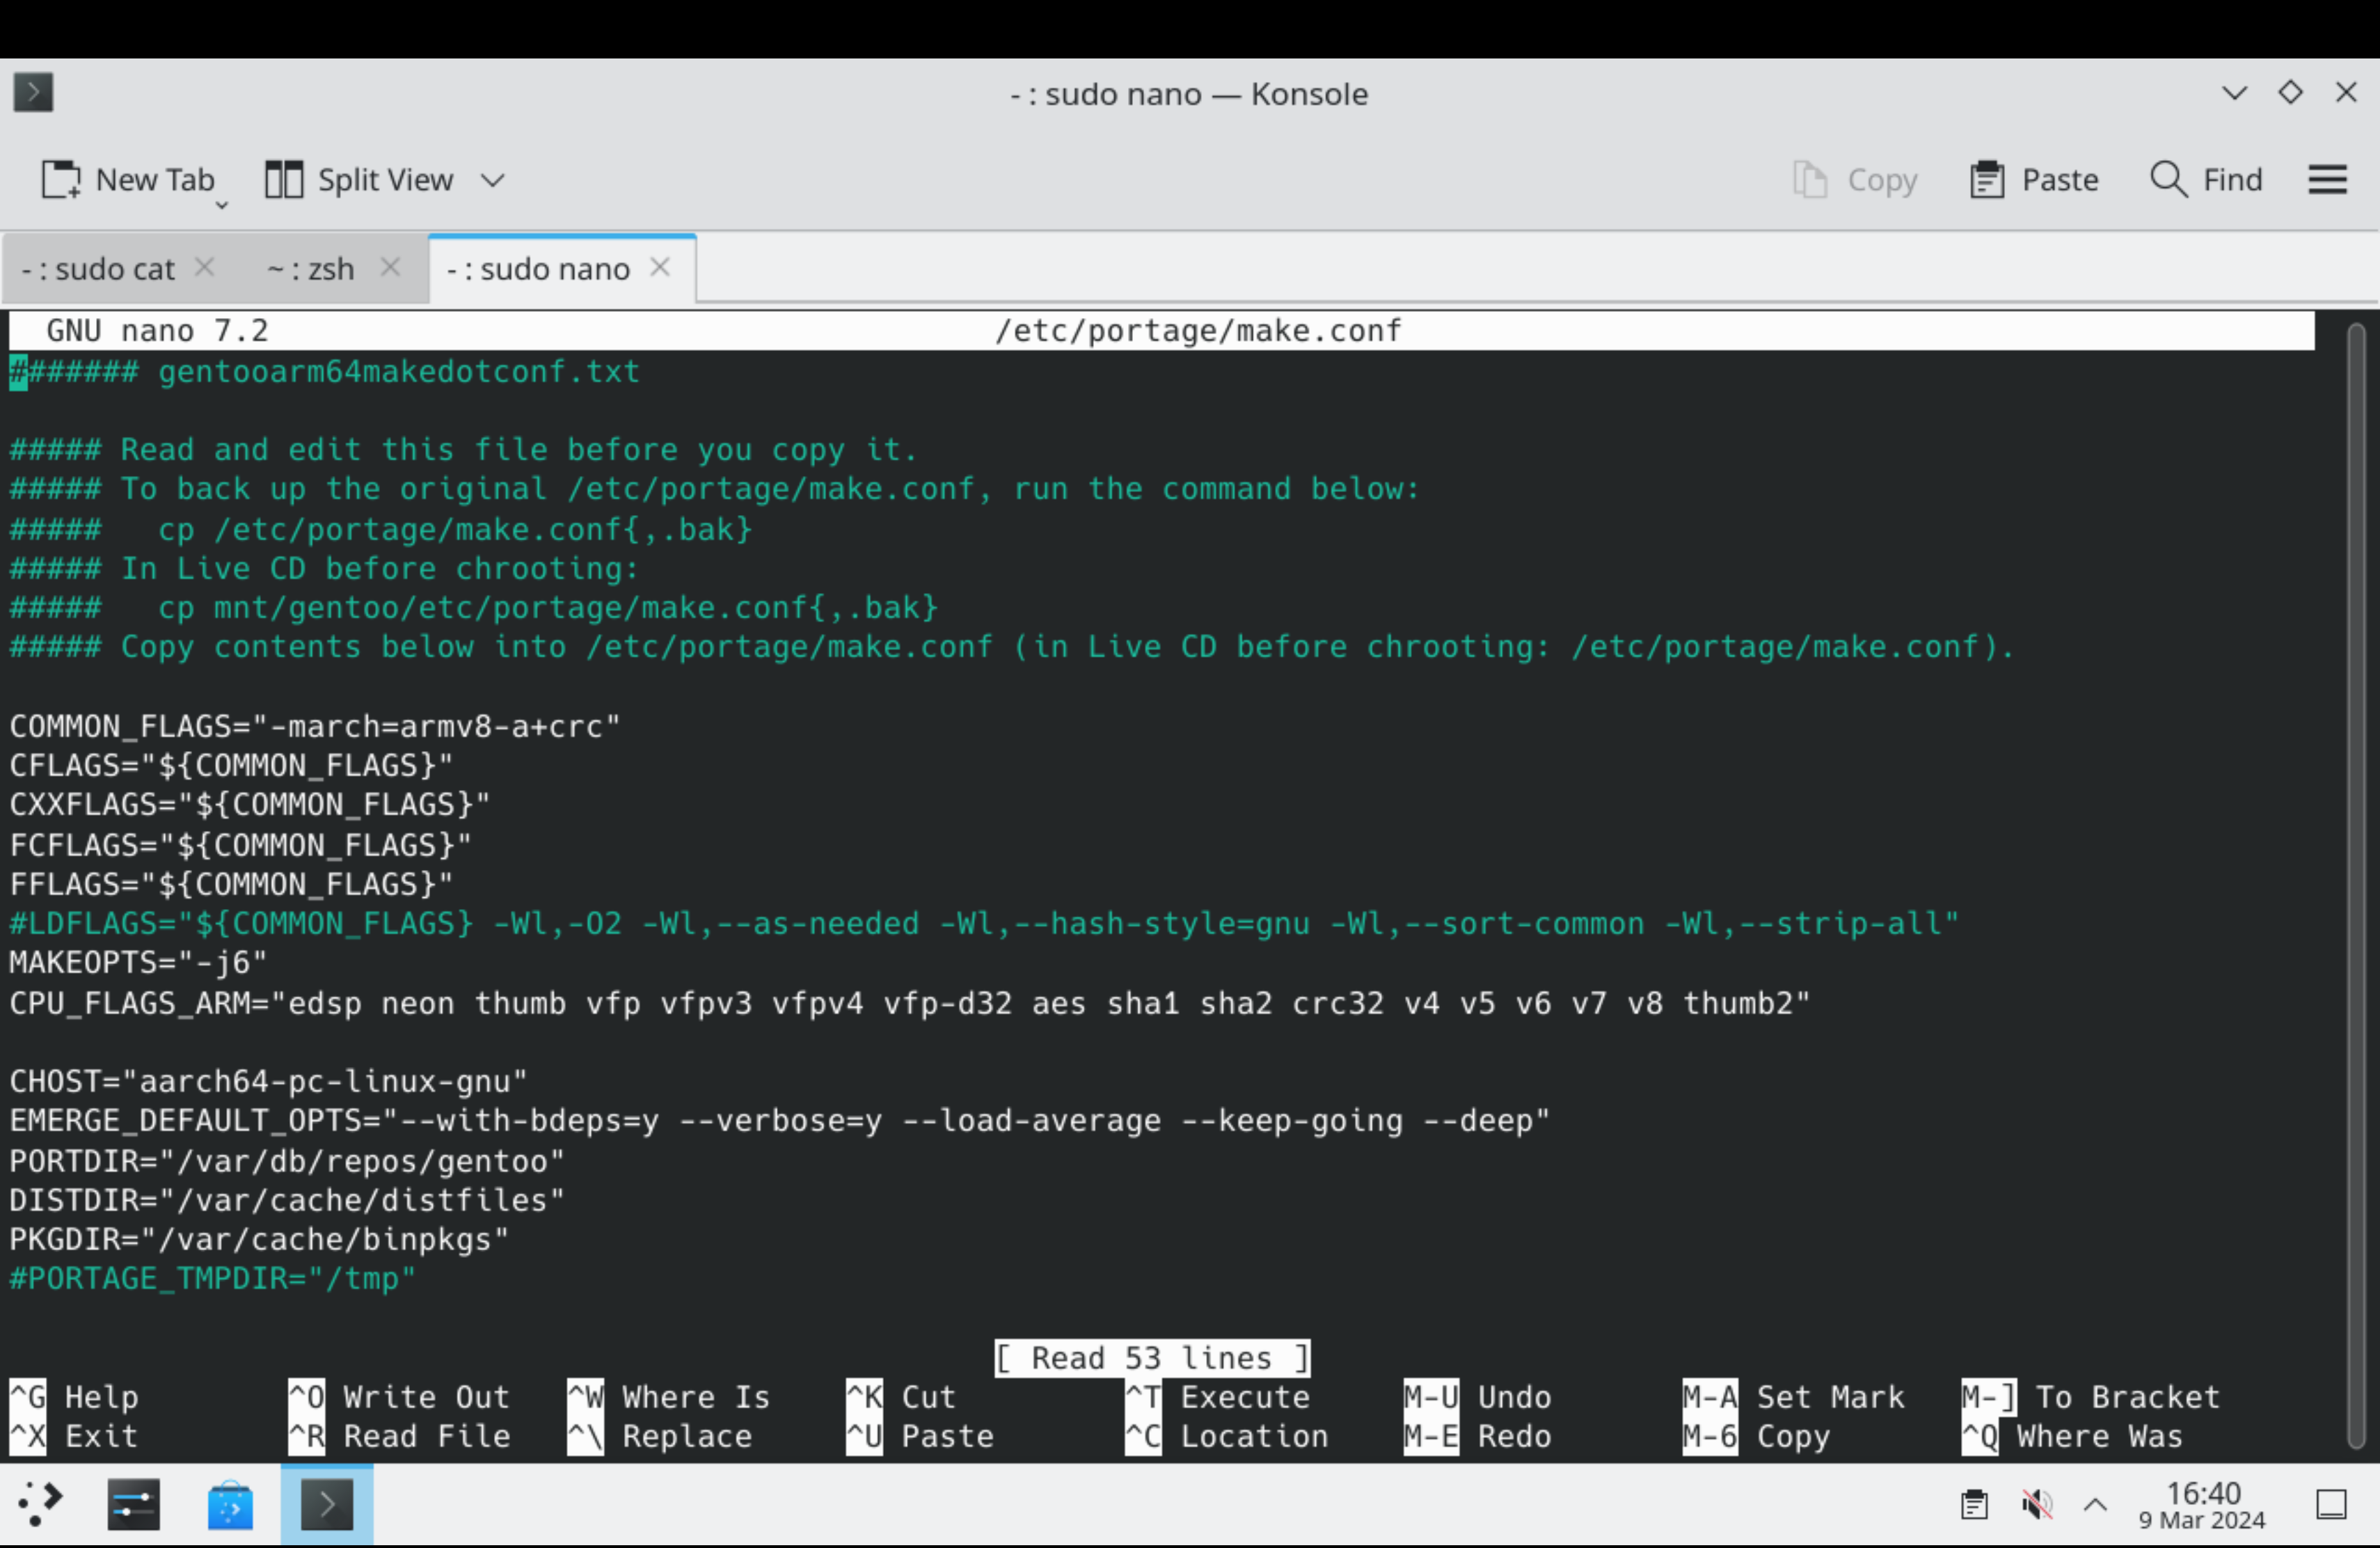 - : sudo nano — Konsole
New Tab Split View Copy Paste Find
- : sudo cat ~ : zsh - : sudo nano
GNU nano 7.2 /etc/portage/make.conf
####### gentooarm64makedotconf.txt
##### Read and edit this file before you copy it.
##### To back up the original /etc/portage/make.conf, run the command below:
#####   cp /etc/portage/make.conf{,.bak}
##### In Live CD before chrooting:
#####   cp mnt/gentoo/etc/portage/make.conf{,.bak}
##### Copy contents below into /etc/portage/make.conf (in Live CD before chrooting: /etc/portage/make.conf).
COMMON_FLAGS="-march=armv8-a+crc"
CFLAGS="${COMMON_FLAGS}"
CXXFLAGS="${COMMON_FLAGS}"
FCFLAGS="${COMMON_FLAGS}"
FFLAGS="${COMMON_FLAGS}"
#LDFLAGS="${COMMON_FLAGS} -Wl,-O2 -Wl,--as-needed -Wl,--hash-style=gnu -Wl,--sort-common -Wl,--strip-all"
MAKEOPTS="-j6"
CPU_FLAGS_ARM="edsp neon thumb vfp vfpv3 vfpv4 vfp-d32 aes sha1 sha2 crc32 v4 v5 v6 v7 v8 thumb2"
CHOST="aarch64-pc-linux-gnu"
EMERGE_DEFAULT_OPTS="--with-bdeps=y --verbose=y --load-average --keep-going --deep"
PORTDIR="/var/db/repos/gentoo"
DISTDIR="/var/cache/distfiles"
PKGDIR="/var/cache/binpkgs"
#PORTAGE_TMPDIR="/tmp"
[ Read 53 lines ]
^G Help ^O Write Out ^W Where Is ^K Cut ^T Execute M-U Undo M-A Set Mark M-] To Bracket
^X Exit ^R Read File ^\ Replace ^U Paste ^C Location M-E Redo M-6 Copy ^Q Where Was
16:40
9 Mar 2024